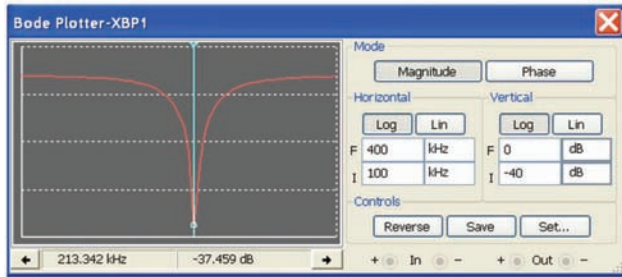 Bode Plotter-XBP1
Mode
Magnitude Phase
Horizontal Vertical
Log Lin Log Lin
F 400 kHz F 0 dB
I 100 kHz I -40 dB
Controls
Reverse Save Set...
213.342 kHz -37.459 dB + In - + Out -